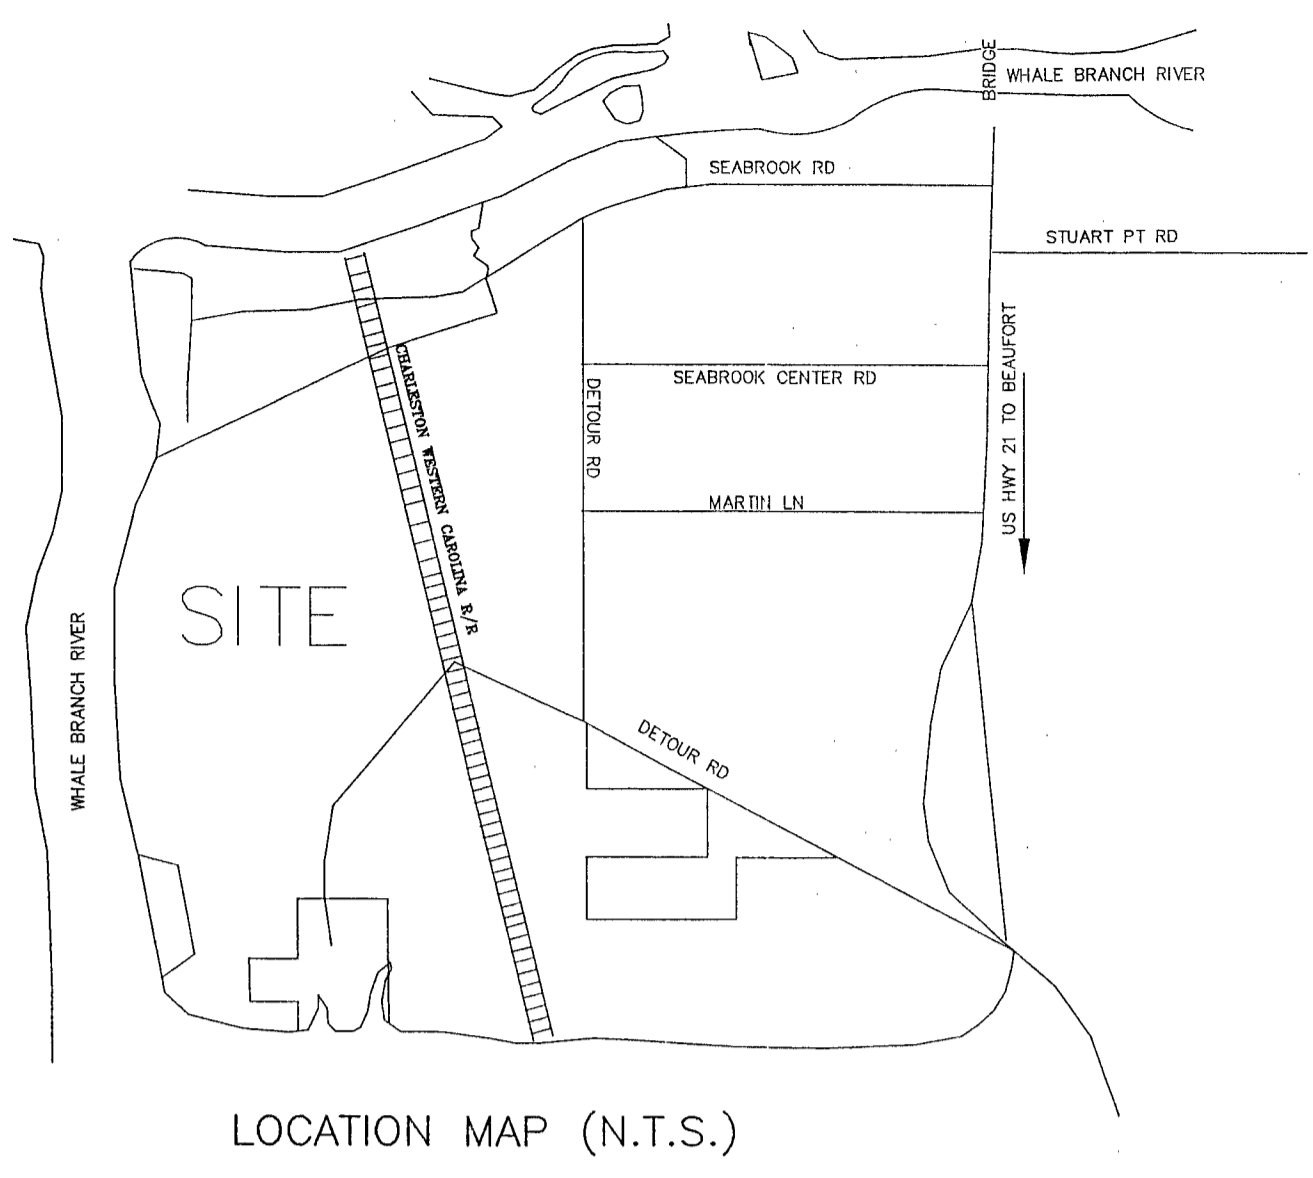 BRIDGE
WHALE BRANCH RIVER
SEABROOK RD
STUART PT RD
US HWY 21 TO BEAUFORT
CHARLESTON WESTERN CAROLINA R/R
SEABROOK CENTER RD
DETOUR RD
MARTIN LN
SITE
WHALE BRANCH RIVER
DETOUR RD
LOCATION MAP (N.T.S.)